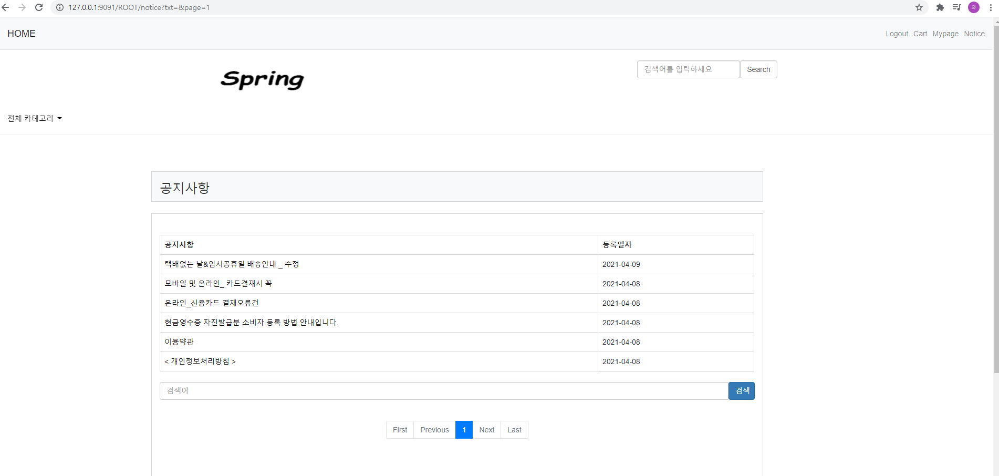 127.0.0.1:9091/ROOT/notice?txt=&page=1
와
HOME
Logout Cart Mypage Notice
Spring
검색어를 입력하세요 Search
전체 카테고리
공지사항
공지사항 등록일자
택배없는 날&임시공휴일 배송안내 _ 수정 2021-04-09
모바일 및 온라인_ 카드결재시 꼭 2021-04-08
온라인_신용카드 결재오류건 2021-04-08
현금영수증 자진발급분 소비자 등록 방법 안내입니다. 2021-04-08
이용약관 2021-04-08
< 개인정보처리방침 > 2021-04-08
검색어 검색
First Previous 1 Next Last